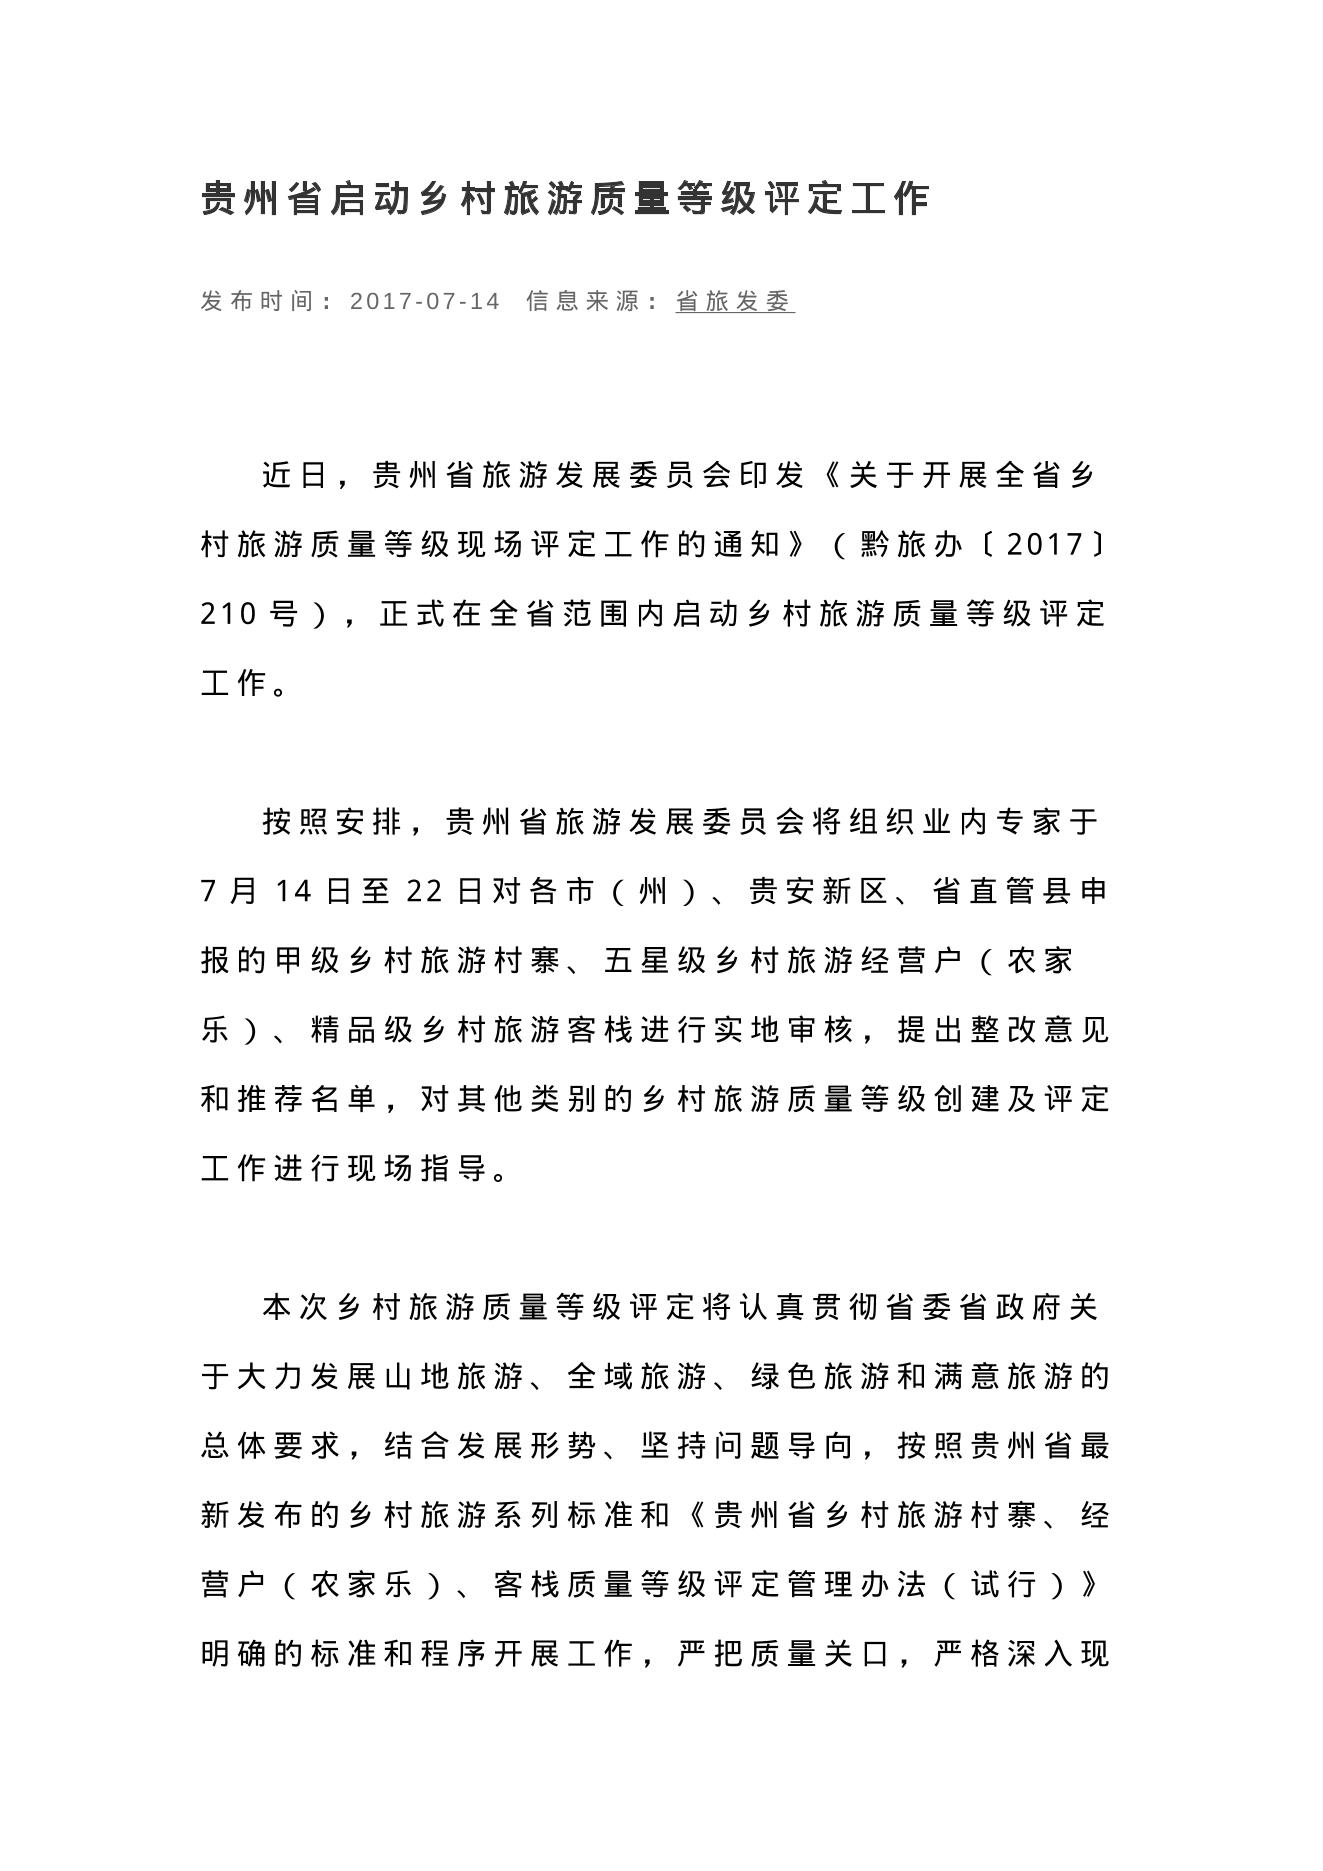 贵州省启动乡村旅游质量等级评定工作
发布时间：2017-07-14 信息来源：省旅发委
近日，贵州省旅游发展委员会印发《关于开展全省乡
村旅游质量等级现场评定工作的通知》（黔旅办〔2017〕
210 号），正式在全省范围内启动乡村旅游质量等级评定
工作。
按照安排，贵州省旅游发展委员会将组织业内专家于
7 月 14 日至 22 日对各市（州）、贵安新区、省直管县申
报的甲级乡村旅游村寨、五星级乡村旅游经营户（农家
乐）、精品级乡村旅游客栈进行实地审核，提出整改意见
和推荐名单，对其他类别的乡村旅游质量等级创建及评定
工作进行现场指导。
本次乡村旅游质量等级评定将认真贯彻省委省政府关
于大力发展山地旅游、全域旅游、绿色旅游和满意旅游的
总体要求，结合发展形势、坚持问题导向，按照贵州省最
新发布的乡村旅游系列标准和《贵州省乡村旅游村寨、经
营户（农家乐）、客栈质量等级评定管理办法（试行）》
明确的标准和程序开展工作，严把质量关口，严格深入现